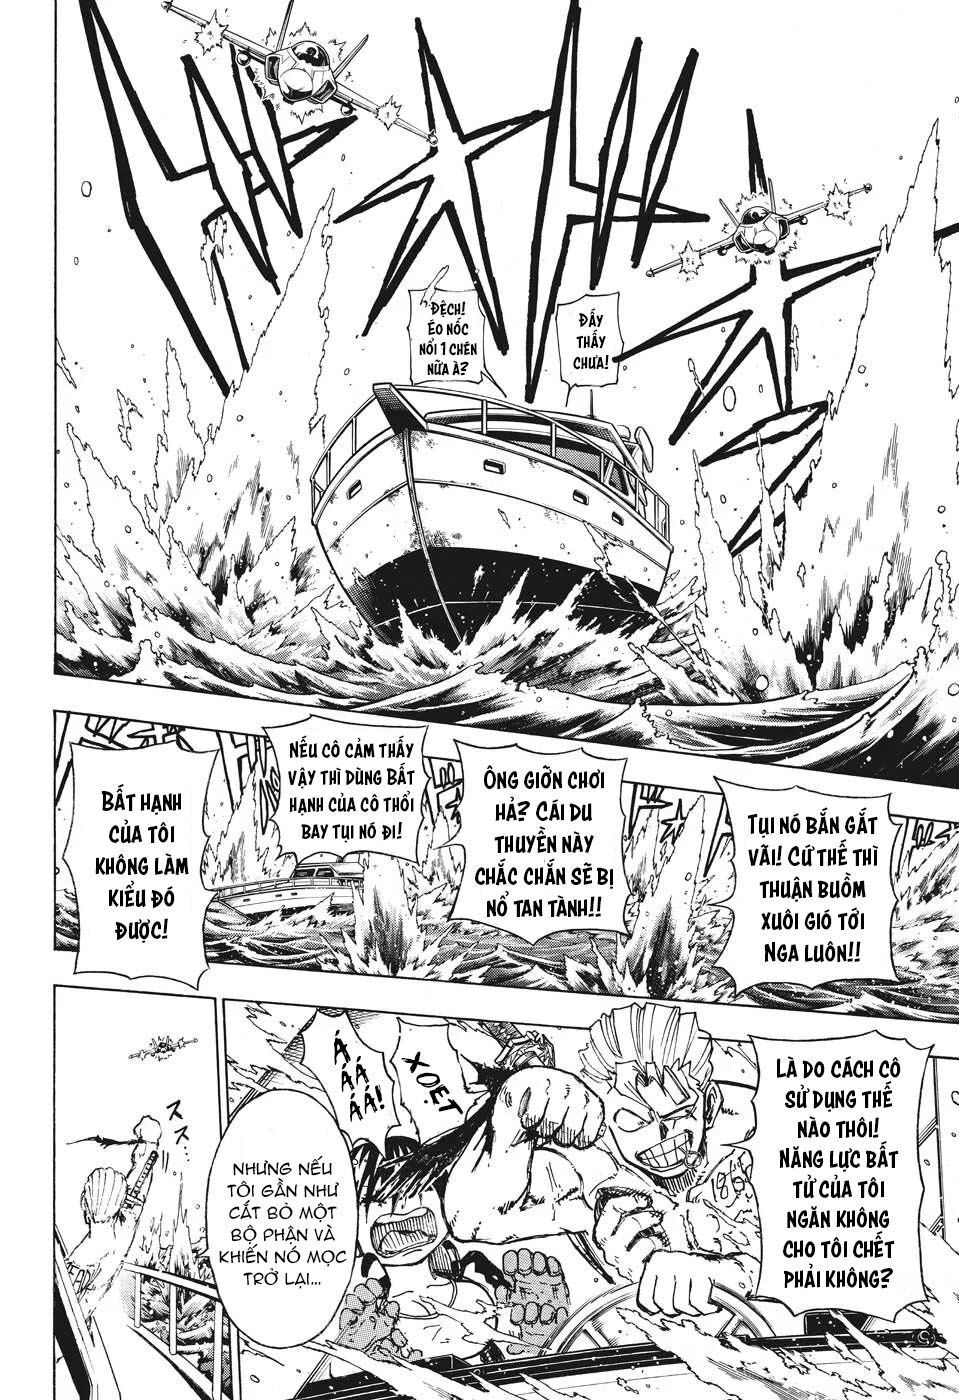 ĐẤY
THẤY
CHƯA!
ĐỆCH!
ÉO NỐC
NỔI 1 CHÉN
NỮA À?
TỤI NÓ BẮN GẮT
VÃI! CỨ THẾ THÌ
THUẬN BUỒM
XUÔI GIÓ TỚI
NGA LUÔN!!
ÔNG GIỠN CHƠI
HẢ? CÁI DU
THUYỀN NÀY
CHẮC CHẮN SẼ BỊ
NỔ TAN TÀNH!!
NẾU CÔ CẢM THẤY
VẬY THÌ DÙNG BẤT
HẠNH CỦA CÔ THỔI
BAY TỤI NÓ ĐI!
BẤT HẠNH
CỦA TÔI
KHÔNG LÀM
KIỂU ĐÓ
ĐƯỢC!
LÀ DO CÁCH CÔ
SỬ DỤNG THẾ
NÀO THÔI!
NĂNG LỰC BẤT
TỬ CỦA TÔI
NGĂN KHÔNG
CHO TÔI CHẾT
PHẢI KHÔNG?
XOẸT
Á
Á Á
Á Á!
NHƯNG NẾU
TÔI GẦN NHƯ
CẮT BỎ MỘT
BỘ PHẬN VÀ
KHIẾN NÓ MỌC
TRỞ LẠI...
ズズ